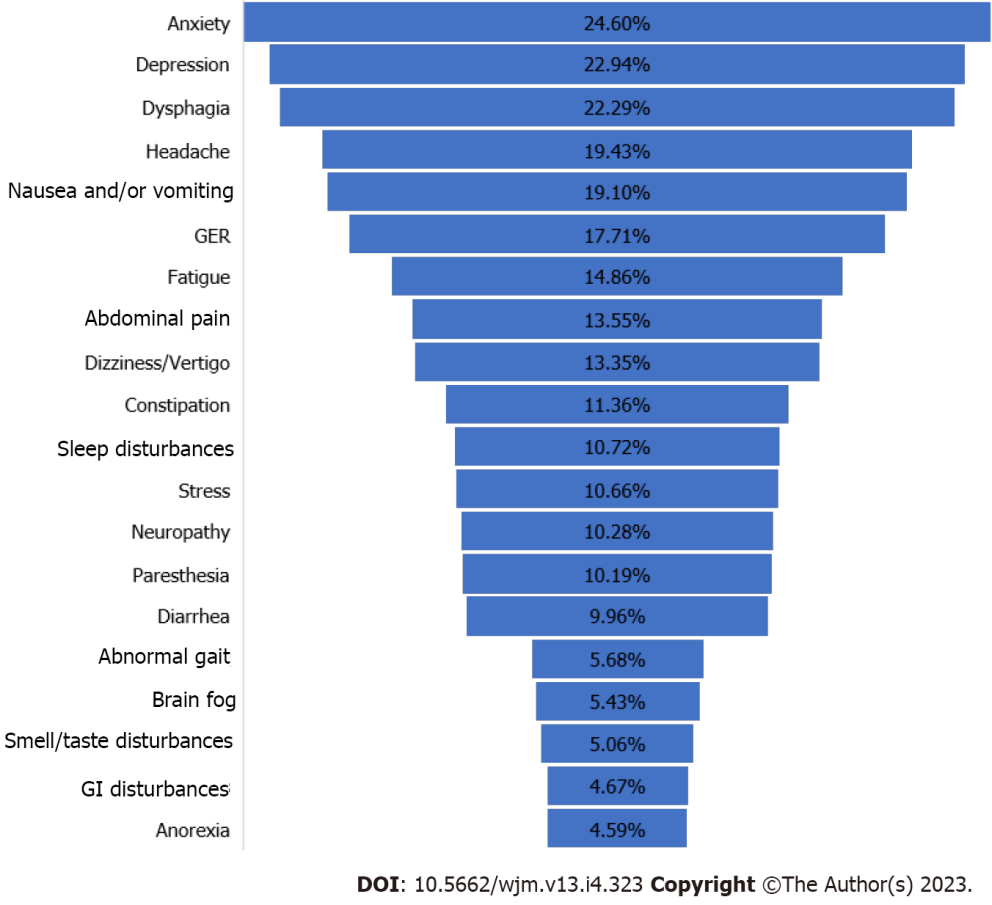 Anxiety 24.60%
Depression 22.94%
Dysphagia 22.29%
Headache 19.43%
Nausea and/or vomiting 19.10%
GER 17.71%
Fatigue 14.86%
Abdominal pain 13.55%
Dizziness/Vertigo 13.35%
Constipation 11.36%
Sleep disturbances 10.72%
Stress 10.66%
Neuropathy 10.28%
Paresthesia 10.19%
Diarrhea 9.96%
Abnormal gait 5.68%
Brain fog 5.43%
Smell/taste disturbances 5.06%
GI disturbances 4.67%
Anorexia 4.59%
DOI: 10.5662/wjm.v13.i4.323 Copyright ©The Author(s) 2023.